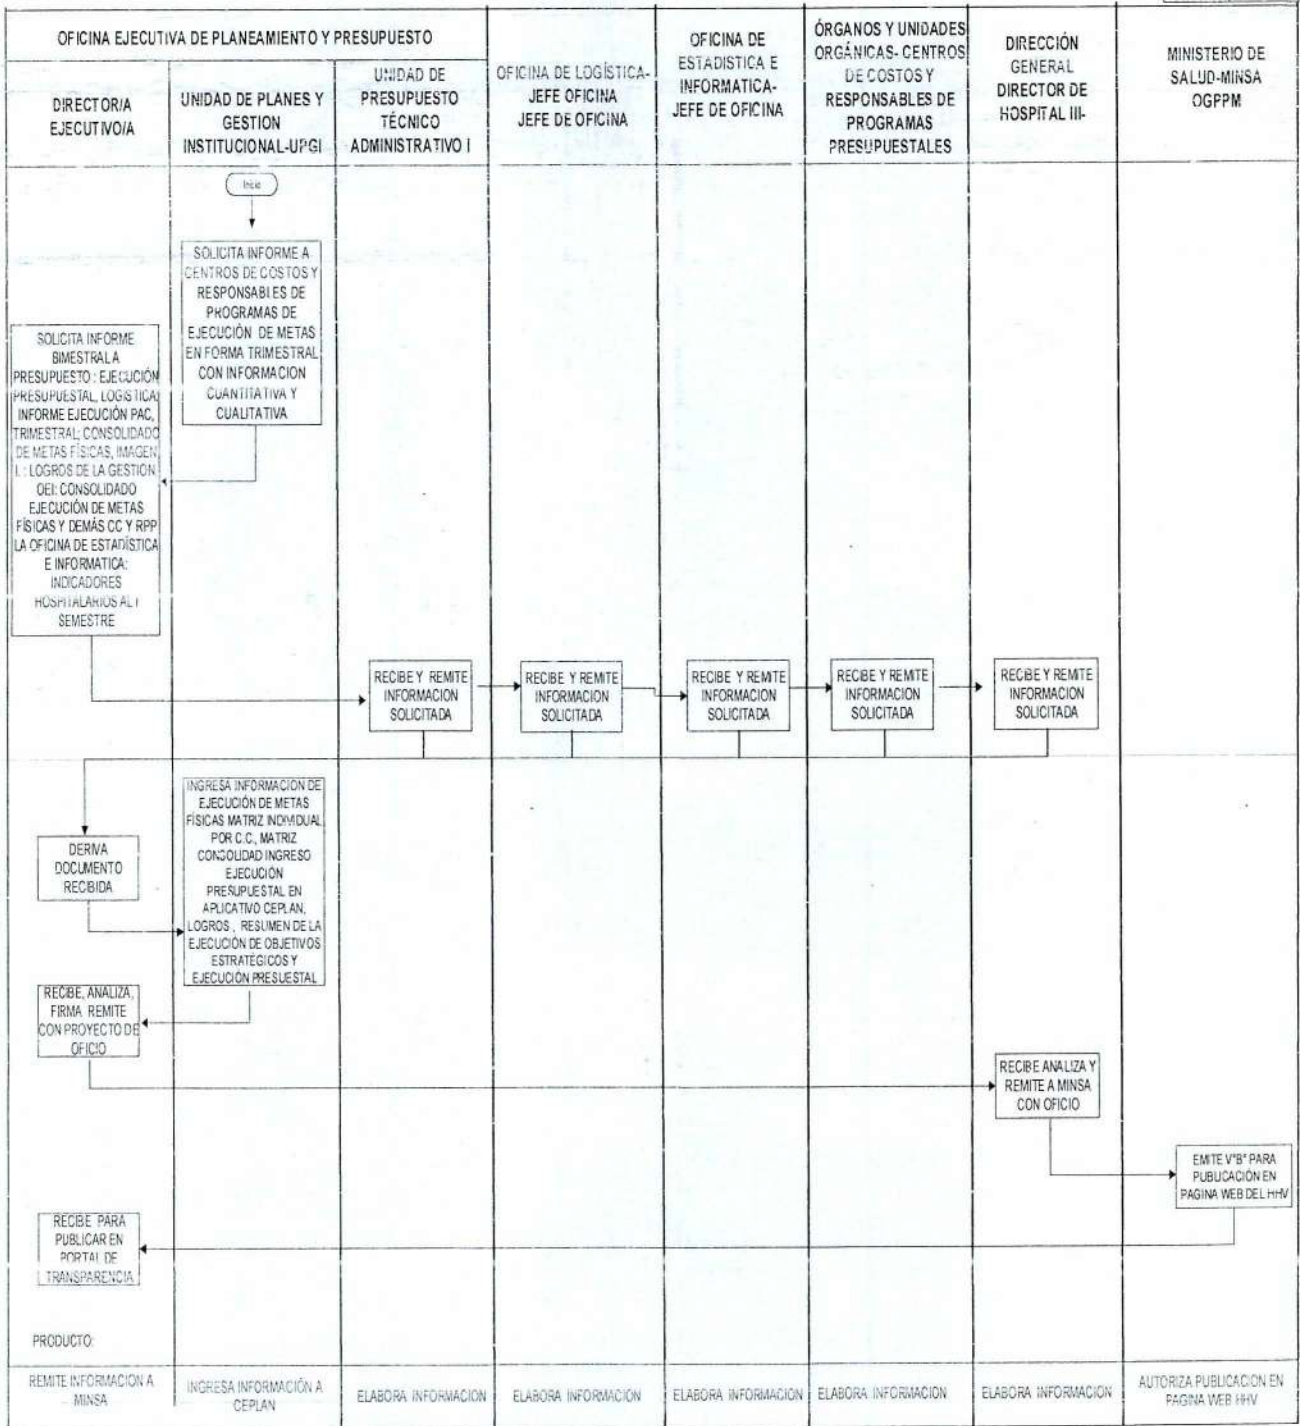 OFICINA EJECUTIVA DE PLANEAMIENTO Y PRESUPUESTO
DIRECTOR/A
EJECUTIVO/A
UNIDAD DE PLANES Y
GESTION
INSTITUCIONAL-UPGI
UNIDAD DE
PRESUPUESTO
TÉCNICO
ADMINISTRATIVO I
OFICINA DE LOGÍSTICA-
JEFE OFICINA
JEFE DE OFICINA
OFICINA DE
ESTADISTICA E
INFORMATICA-
JEFE DE OFICINA
ÓRGANOS Y UNIDADES
ORGÁNICAS- CENTROS
DE COSTOS Y
RESPONSABLES DE
PROGRAMAS
PRESUPUESTALES
DIRECCIÓN
GENERAL
DIRECTOR DE
HOSPITAL III-
MINISTERIO DE
SALUD-MINSA
OGPPM
Inicio
SOLICITA INFORME A
CENTROS DE COSTOS Y
RESPONSABLES DE
PROGRAMAS DE
EJECUCIÓN DE METAS
EN FORMA TRIMESTRAL
CON INFORMACION
CUANTITATIVA Y
CUALITATIVA
SOLICITA INFORME
BIMESTRAL A
PRESUPUESTO : EJECUCIÓN
PRESUPUESTAL, LOGISTICA:
INFORME EJECUCIÓN PAC,
TRIMESTRAL: CONSOLIDADO
DE METAS FÍSICAS, IMAGEN
I. : LOGROS DE LA GESTION
OEI: CONSOLIDADO
EJECUCIÓN DE METAS
FÍSICAS Y DEMÁS CC Y RPP
LA OFICINA DE ESTADÍSTICA
E INFORMATICA:
INDICADORES
HOSPITALARIOS AL I
SEMESTRE
RECIBE Y REMITE
INFORMACION
SOLICITADA
RECIBE Y REMITE
INFORMACION
SOLICITADA
RECIBE Y REMITE
INFORMACION
SOLICITADA
RECIBE Y REMITE
INFORMACION
SOLICITADA
RECIBE Y REMITE
INFORMACION
SOLICITADA
INGRESA INFORMACION DE
EJECUCIÓN DE METAS
FÍSICAS MATRIZ INDIVIDUAL
POR C.C., MATRIZ
CONSOLIDAD INGRESO
EJECUCIÓN
PRESUPUESTAL EN
APLICATIVO CEPLAN,
LOGROS , RESUMEN DE LA
EJECUCIÓN DE OBJETIVOS
ESTRATÉGICOS Y
EJECUCIÓN PRESUESTAL
DERIVA
DOCUMENTO
RECIBIDA
RECIBE, ANALIZA,
FIRMA REMITE
CON PROYECTO DE
OFICIO
RECIBE ANALIZA Y
REMITE A MINSA
CON OFICIO
EMITE V°B° PARA
PUBLICACIÓN EN
PAGINA WEB DEL HHV
RECIBE PARA
PUBLICAR EN
PORTAL DE
TRANSPARENCIA
PRODUCTO:
REMITE INFORMACION A
MINSA
INGRESA INFORMACIÓN A
CEPLAN
ELABORA INFORMACION
ELABORA INFORMACION
ELABORA INFORMACION
ELABORA INFORMACION
ELABORA INFORMACION
AUTORIZA PUBLICACION EN
PAGINA WEB HHV